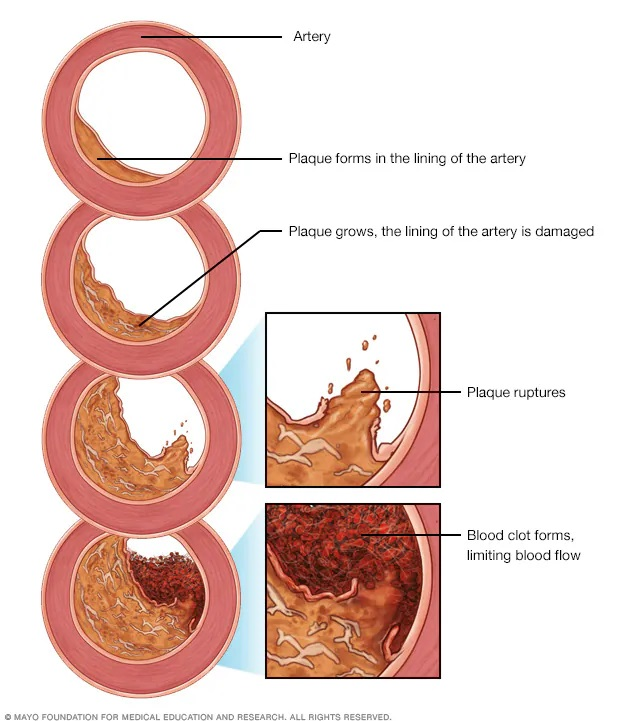 Artery
Plaque forms in the lining of the artery
Plaque grows, the lining of the artery is damaged
Plaque ruptures
Blood clot forms,
limiting blood flow
© MAYO FOUNDATION FOR MEDICAL EDUCATION AND RESEARCH. ALL RIGHTS RESERVED.